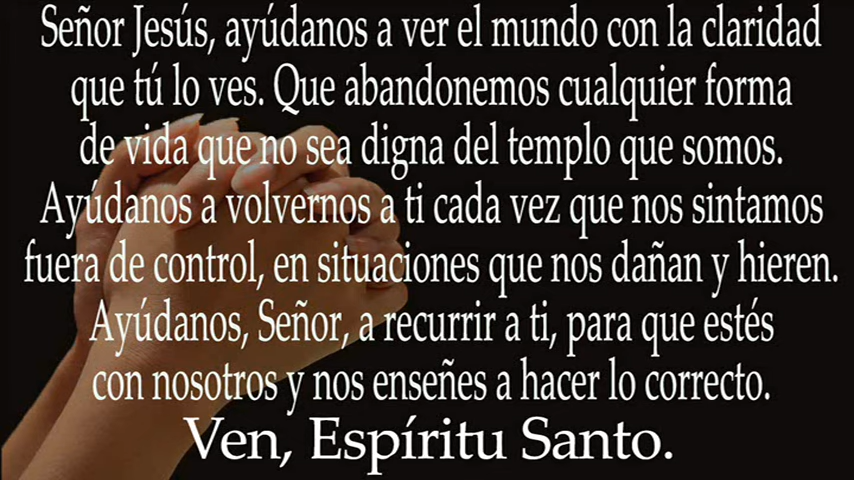 Señor Jesús, ayúdanos a ver el mundo con la claridad
que tú lo ves. Que abandonemos cualquier forma
de vida que no sea digna del templo que somos.
Ayúdanos a volvernos a ti cada vez que nos sintamos
fuera de control, en situaciones que nos dañan y hieren.
Ayúdanos, Señor, a recurrir a ti, para que estés
con nosotros y nos enseñes a hacer lo correcto.
Ven, Espíritu Santo.